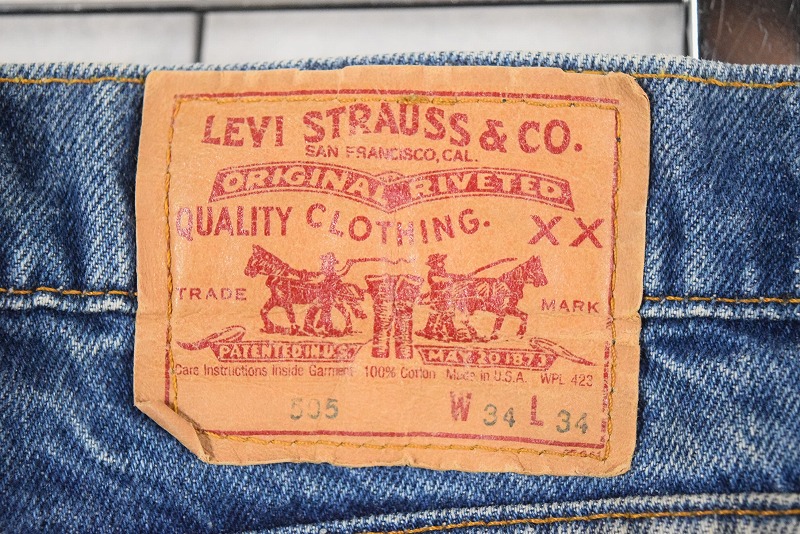 LEVI STRAUSS & CO.
SAN FRANCISCO, CAL.
ORIGINAL RIVETED
QUALITY CLOTHING. XX
TRADE MARK
PATENTED IN U.S. MAY 20 1873
Care Instructions Inside Garment 100% Cotton Made in U.S.A. WPL 423
505 W 34 L 34